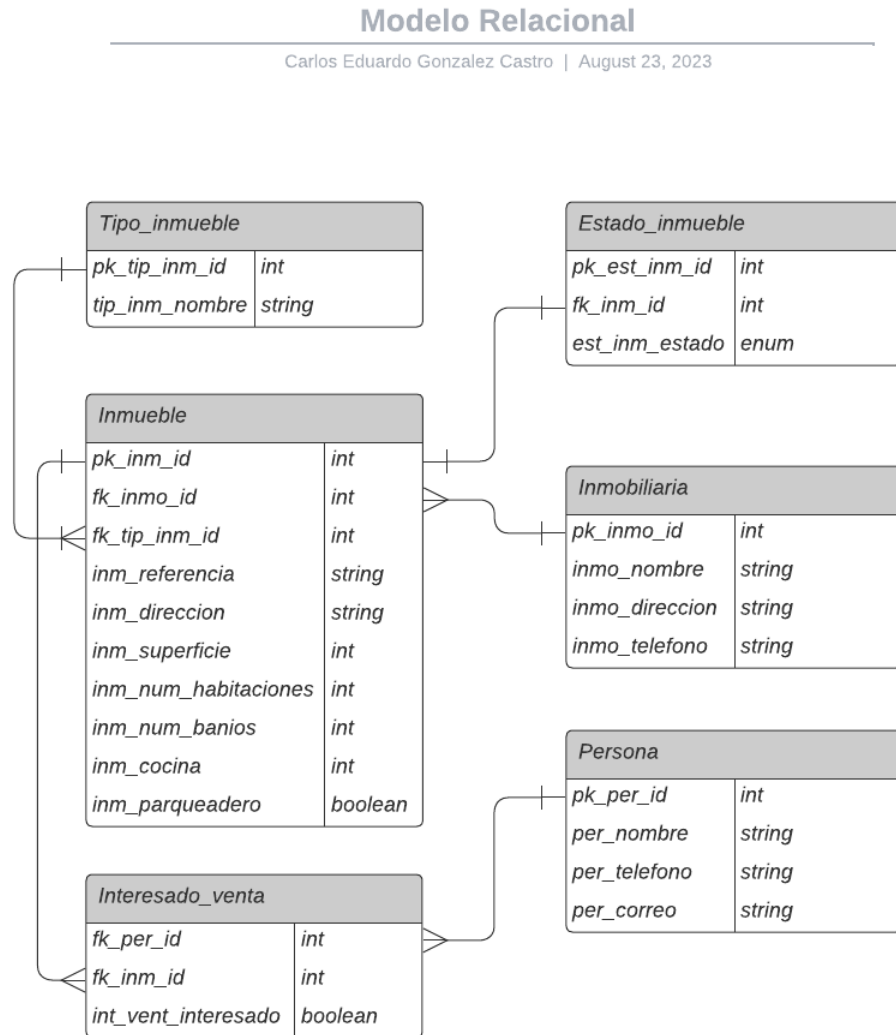 Modelo Relacional
Carlos Eduardo Gonzalez Castro | August 23, 2023
Tipo_inmueble
pk_tip_inm_id int
tip_inm_nombre string
Estado_inmueble
pk_est_inm_id int
fk_inm_id int
est_inm_estado enum
Inmueble
pk_inm_id int
fk_inmo_id int
fk_tip_inm_id int
inm_referencia string
inm_direccion string
inm_superficie int
inm_num_habitaciones int
inm_num_banios int
inm_cocina int
inm_parqueadero boolean
Inmobiliaria
pk_inmo_id int
inmo_nombre string
inmo_direccion string
inmo_telefono string
Persona
pk_per_id int
per_nombre string
per_telefono string
per_correo string
Interesado_venta
fk_per_id int
fk_inm_id int
int_vent_interesado boolean